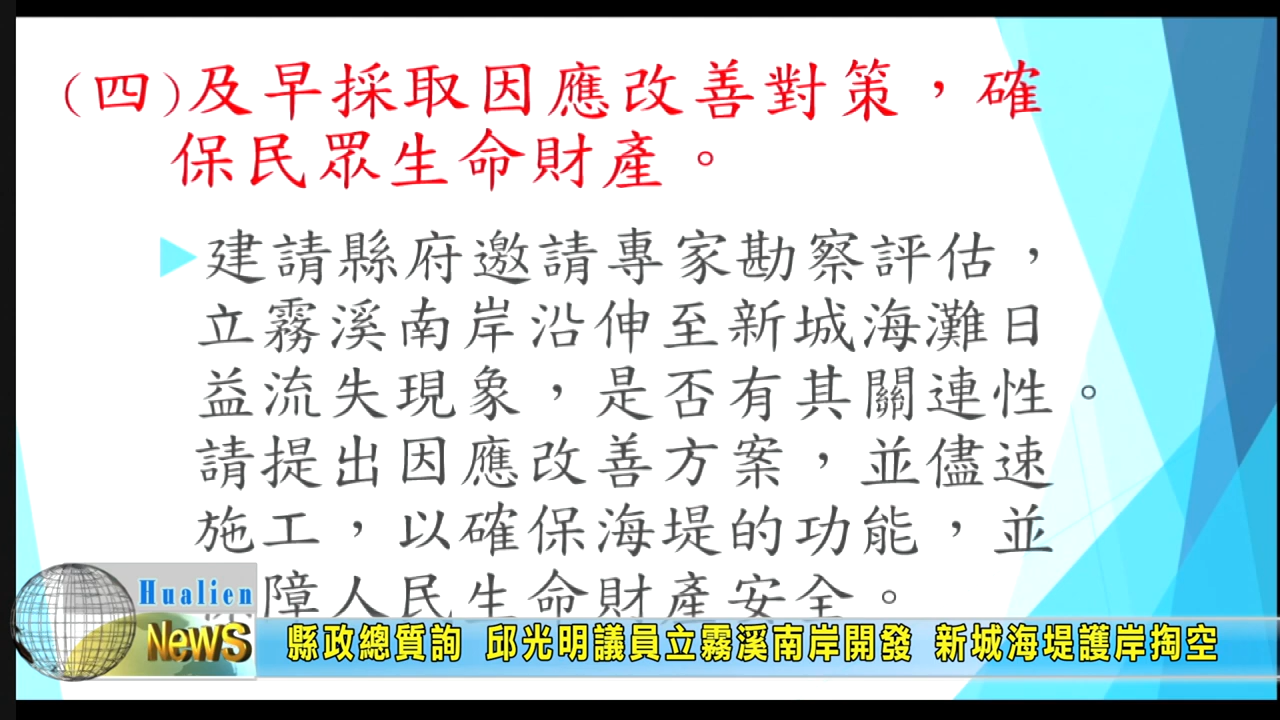 (四)及早採取因應改善對策，確
保民眾生命財產。
建請縣府邀請專家勘察評估，
立霧溪南岸沿伸至新城海灘日
益流失現象，是否有其關連性。
請提出因應改善方案，並儘速
施工，以確保海堤的功能，並
障人民生命財產安全。
Hualien
News
縣政總質詢 邱光明議員立霧溪南岸開發 新城海堤護岸掏空